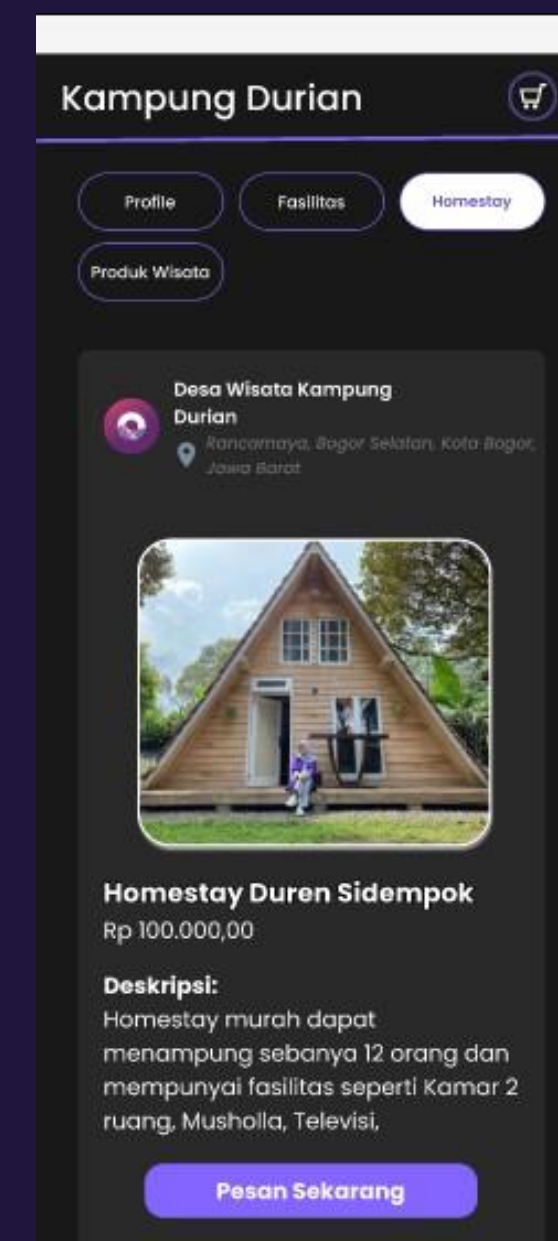 Kampung Durian
Profile
Fasilitas
Homestay
Produk Wisata
Desa Wisata Kampung
Durian
Rancamaya, Bogor Selatan, Kota Bogor,
Jawa Barat
Homestay Duren Sidempok
Rp 100.000,00
Deskripsi:
Homestay murah dapat
menampung sebanya 12 orang dan
mempunyai fasilitas seperti Kamar 2
ruang, Musholla, Televisi,
Pesan Sekarang